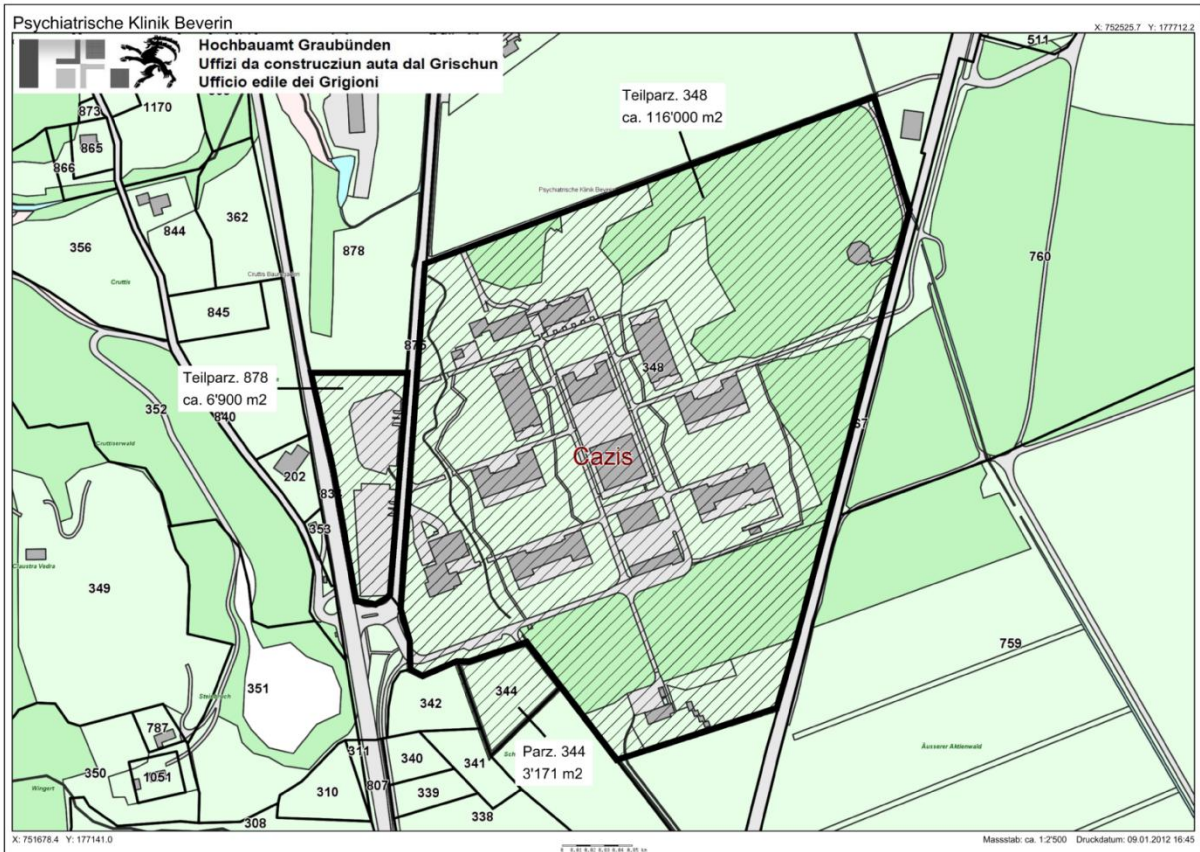 Psychiatrische Klinik Beverin
X: 752525.7 Y: 177712.2
Hochbauamt Graubünden
Uffizi da construcziun auta dal Grischun
Ufficio edile dei Grigioni
511
873
1170
865
866
Teilparz. 348
ca. 116'000 m2
Psychiatrische Klinik Beverin
362
844
356
878
760
Cruttis
845
348
Teilparz. 878
ca. 6'900 m2
352
840
Cazis
202
353
349
759
344
351
342
787
Parz. 344
3'171 m2
311
340
341
350
1051
310
807
339
Äusserer Aktienwald
Wingert
308
338
X: 751678.4 Y: 177141.0
Massstab: ca. 1:2'500 Druckdatum: 09.01.2012 16:45